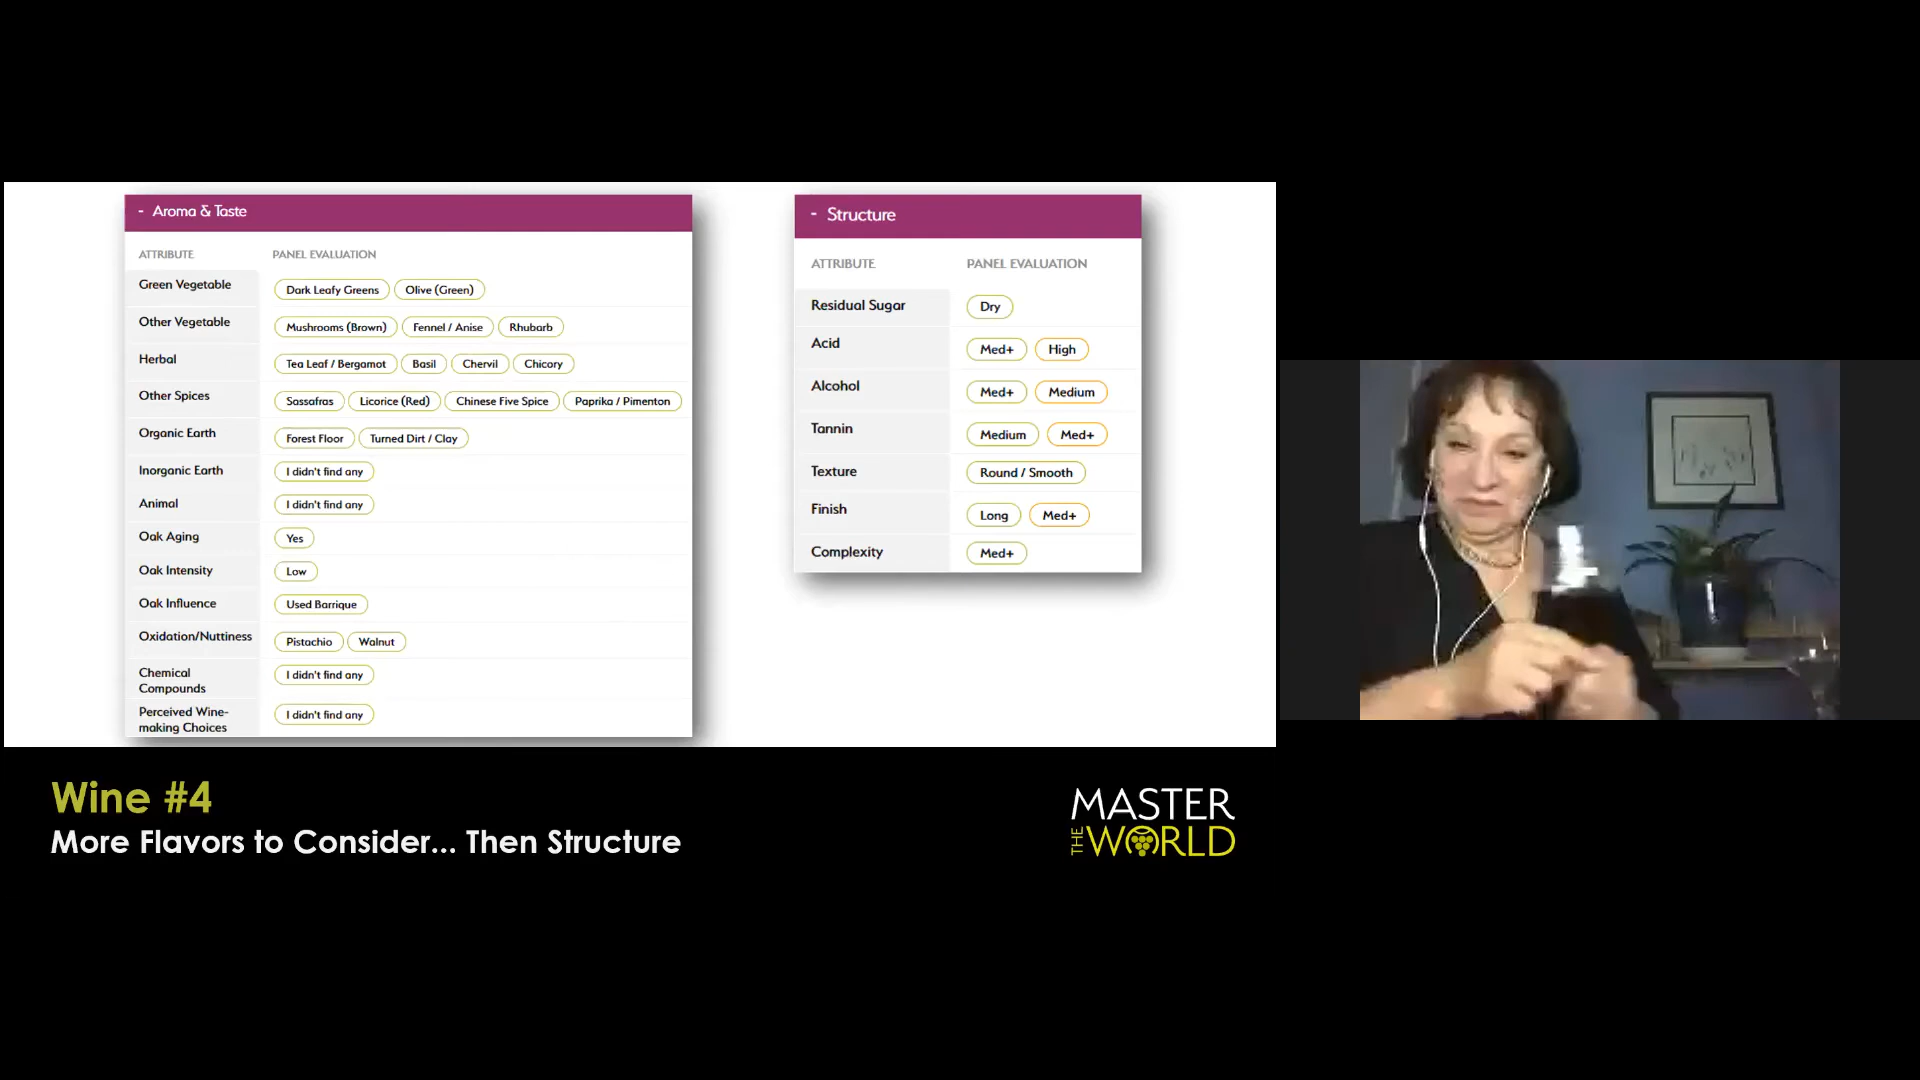 - Aroma & Taste
ATTRIBUTE PANEL EVALUATION
Green Vegetable Dark Leafy Greens Olive (Green)
Other Vegetable Mushrooms (Brown) Fennel / Anise Rhubarb
Herbal Tea Leaf / Bergamot Basil Chervil Chicory
Other Spices Sassafras Licorice (Red) Chinese Five Spice Paprika / Pimenton
Organic Earth Forest Floor Turned Dirt / Clay
Inorganic Earth I didn't find any
Animal I didn't find any
Oak Aging Yes
Oak Intensity Low
Oak Influence Used Barrique
Oxidation/Nuttiness Pistachio Walnut
Chemical
Compounds I didn't find any
Perceived Wine-
making Choices I didn't find any
- Structure
ATTRIBUTE PANEL EVALUATION
Residual Sugar Dry
Acid Med+ High
Alcohol Med+ Medium
Tannin Medium Med+
Texture Round / Smooth
Finish Long Med+
Complexity Med+
Wine #4
More Flavors to Consider... Then Structure
MASTER
THE WORLD